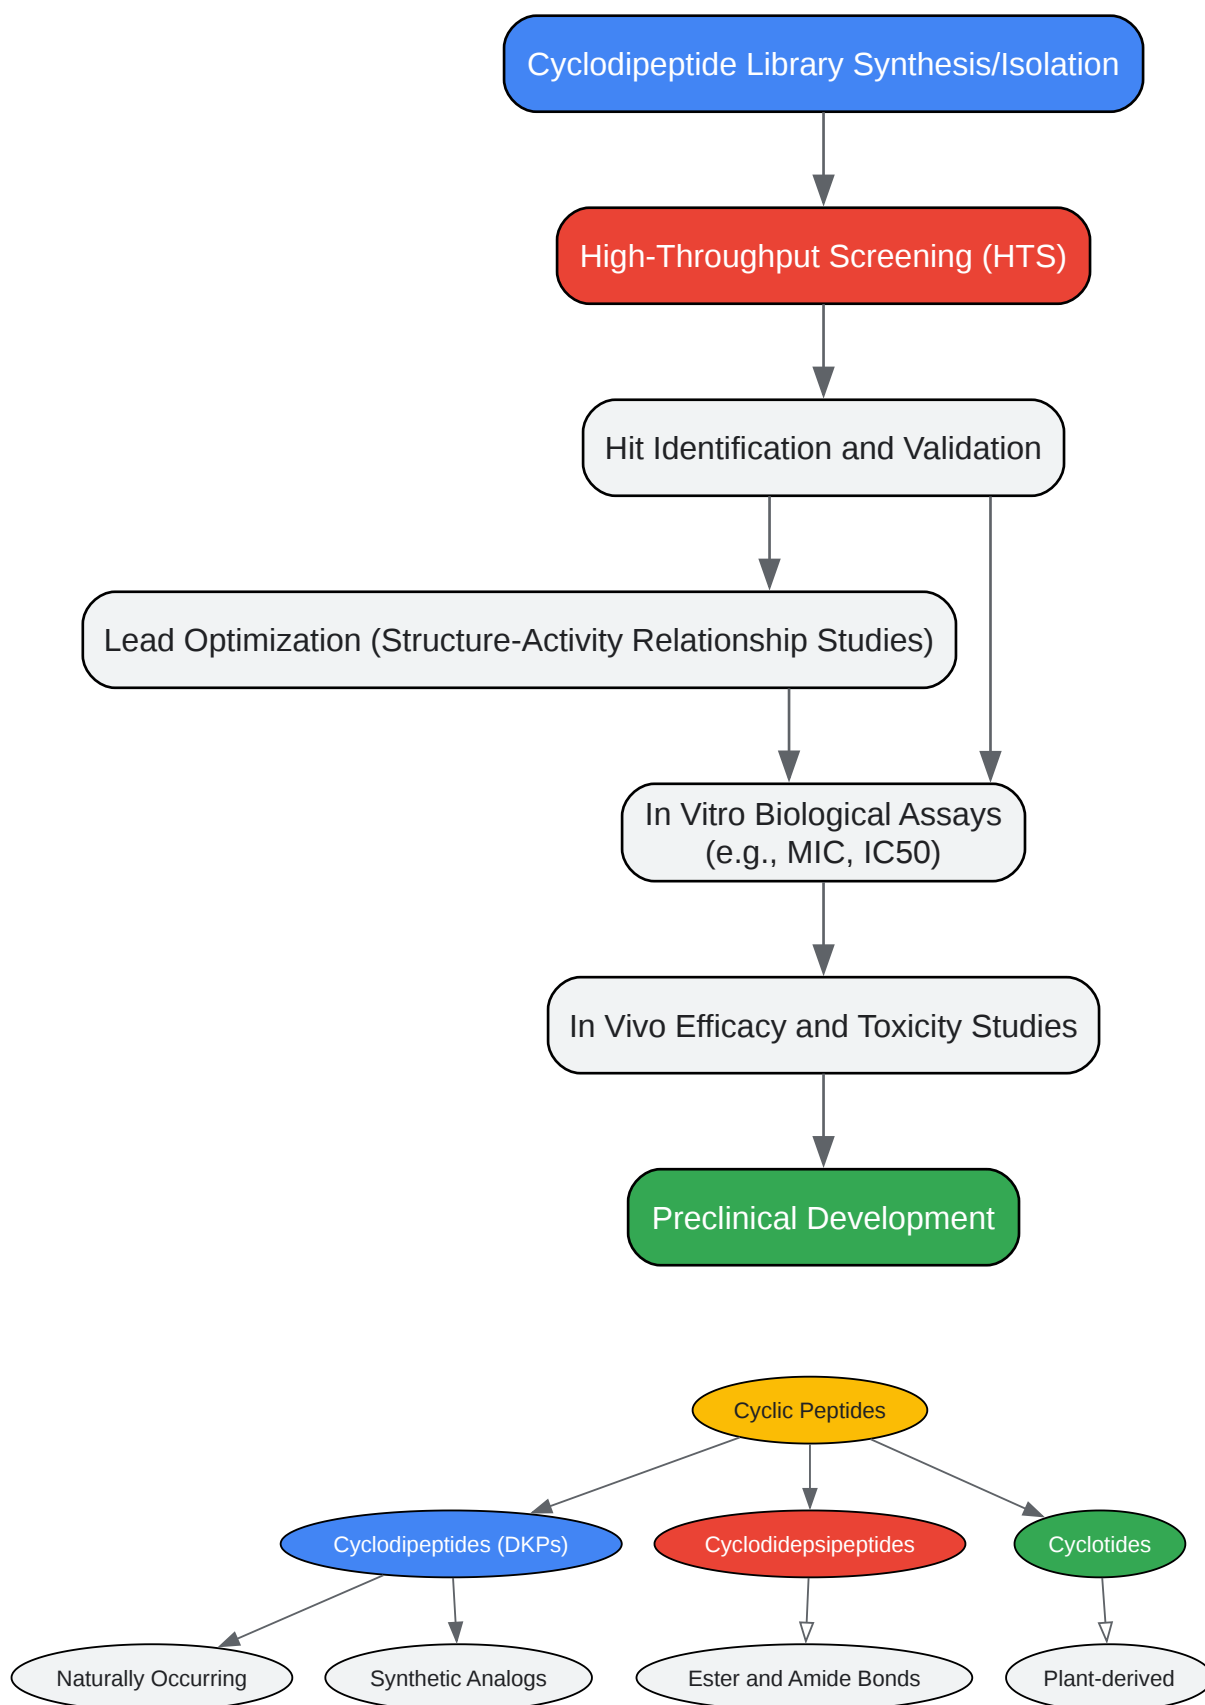 Cyclodipeptide Library Synthesis/Isolation
High-Throughput Screening (HTS)
Hit Identification and Validation
Lead Optimization (Structure-Activity Relationship Studies)
In Vitro Biological Assays
(e.g., MIC, IC50)
In Vivo Efficacy and Toxicity Studies
Preclinical Development
Cyclic Peptides
Cyclodipeptides (DKPs)
Cyclodidepsipeptides
Cyclotides
Naturally Occurring
Synthetic Analogs
Ester and Amide Bonds
Plant-derived